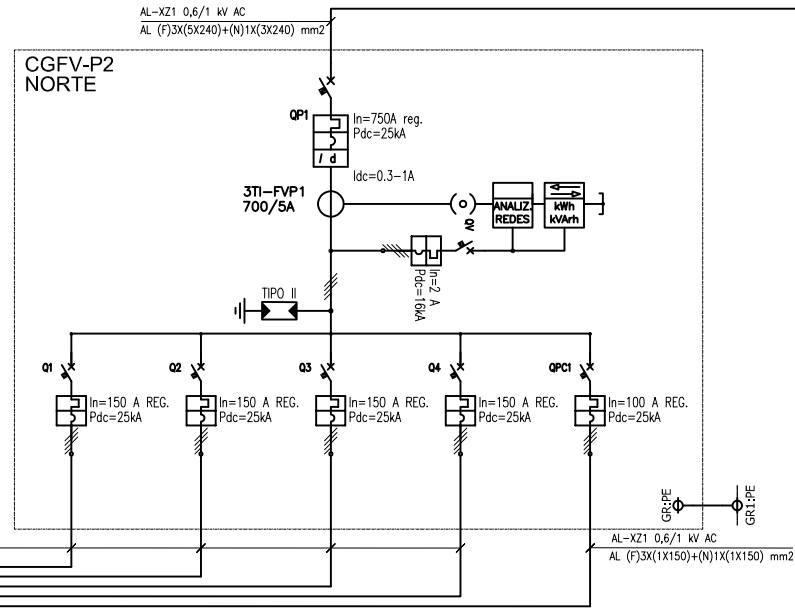 AL-XZ1 0,6/1 kV AC
AL (F)3X(5X240)+(N)1X(3X240) mm2
CGFV-P2
NORTE
QP1
In=750A reg.
Pdc=25kA
I d
Idc=0.3-1A
3TI-FVP1
700/5A
QV
ANALIZ.
REDES
kWh
kVArh
In=2 A
Pdc=16kA
TIPO II
Q1
In=150 A REG.
Pdc=25kA
Q2
In=150 A REG.
Pdc=25kA
Q3
In=150 A REG.
Pdc=25kA
Q4
In=150 A REG.
Pdc=25kA
QPC1
In=100 A REG.
Pdc=25kA
GR:PE
GR1:PE
AL-XZ1 0,6/1 kV AC
AL (F)3X(1X150)+(N)1X(1X150) mm2